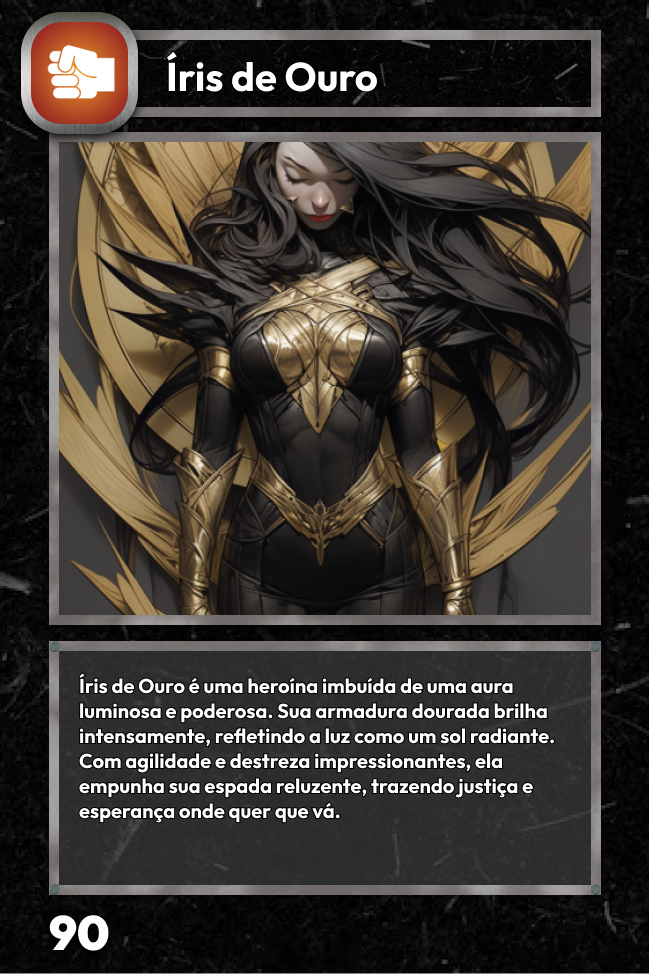 Íris de Ouro
Íris de Ouro é uma heroína imbuída de uma aura
luminosa e poderosa. Sua armadura dourada brilha
intensamente, refletindo a luz como um sol radiante.
Com agilidade e destreza impressionantes, ela
empunha sua espada reluzente, trazendo justiça e
esperança onde quer que vá.
90